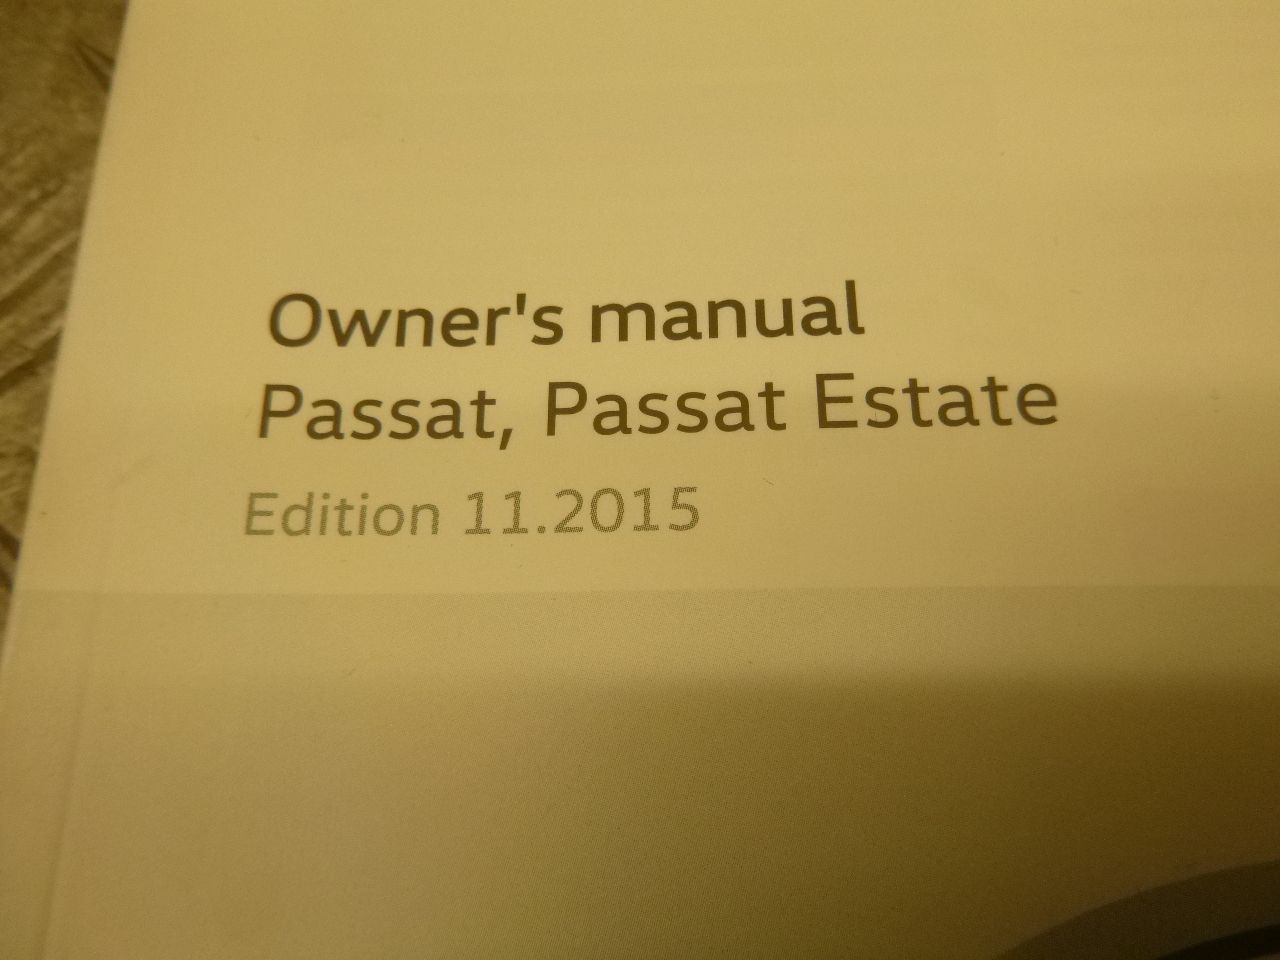 Owner's manual
Passat, Passat Estate
Edition 11.2015